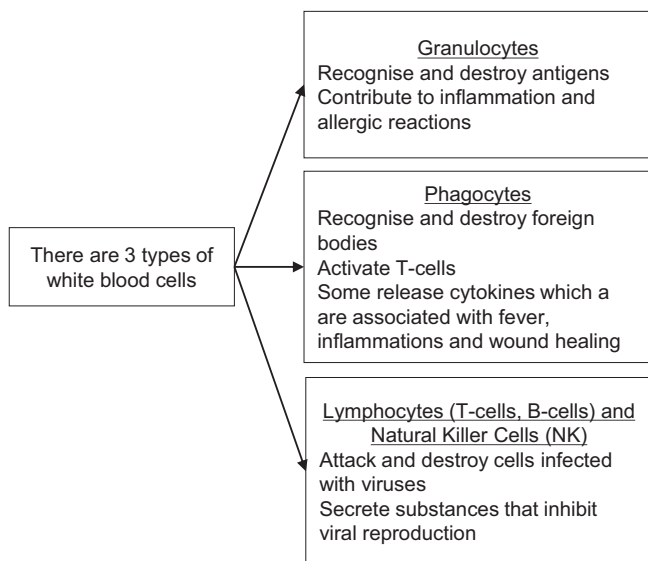 There are 3 types of
white blood cells
Granulocytes
Recognise and destroy antigens
Contribute to inflammation and
allergic reactions
Phagocytes
Recognise and destroy foreign
bodies
Activate T-cells
Some release cytokines which a
are associated with fever,
inflammations and wound healing
Lymphocytes (T-cells, B-cells) and
Natural Killer Cells (NK)
Attack and destroy cells infected
with viruses
Secrete substances that inhibit
viral reproduction